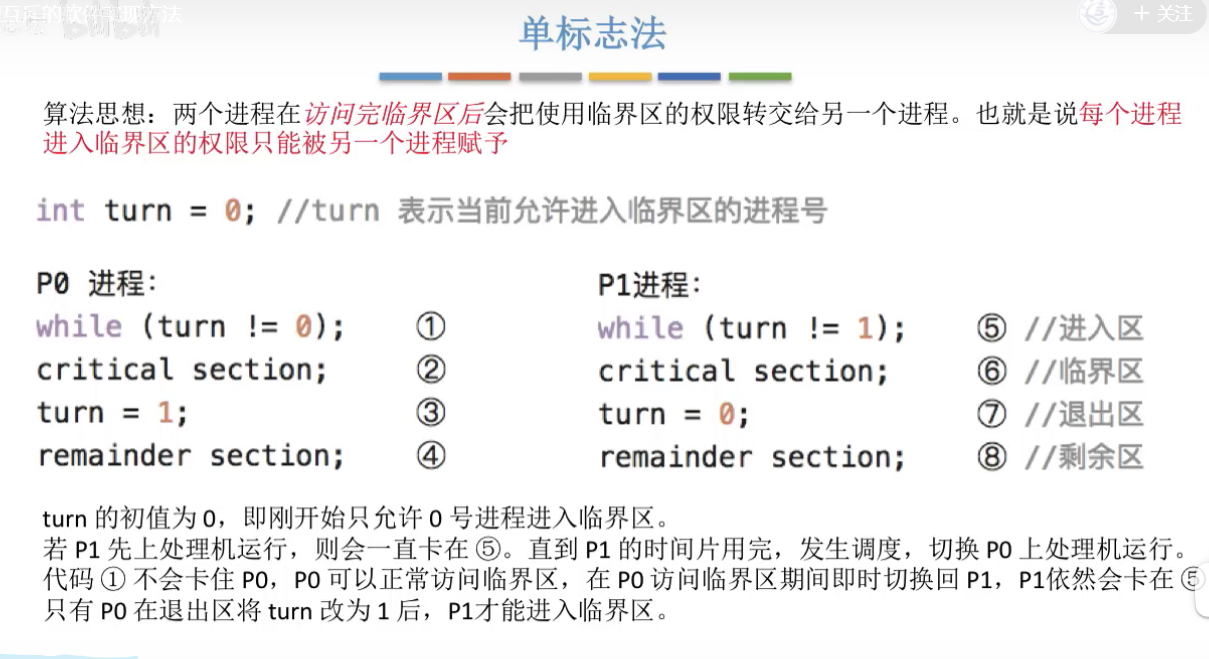 互斥的软件实现方法
+ 关注
单标志法
算法思想：两个进程在访问完临界区后会把使用临界区的权限转交给另一个进程。也就是说每个进程
进入临界区的权限只能被另一个进程赋予
int turn = 0; //turn 表示当前允许进入临界区的进程号
P0 进程：
while (turn != 0); ①
critical section; ②
turn = 1; ③
remainder section; ④
P1进程：
while (turn != 1); ⑤ //进入区
critical section; ⑥ //临界区
turn = 0; ⑦ //退出区
remainder section; ⑧ //剩余区
turn 的初值为 0，即刚开始只允许 0 号进程进入临界区。
若 P1 先上处理机运行，则会一直卡在 ⑤。直到 P1 的时间片用完，发生调度，切换 P0 上处理机运行。
代码 ① 不会卡住 P0，P0 可以正常访问临界区，在 P0 访问临界区期间即时切换回 P1，P1依然会卡在 ⑤
只有 P0 在退出区将 turn 改为 1 后，P1才能进入临界区。